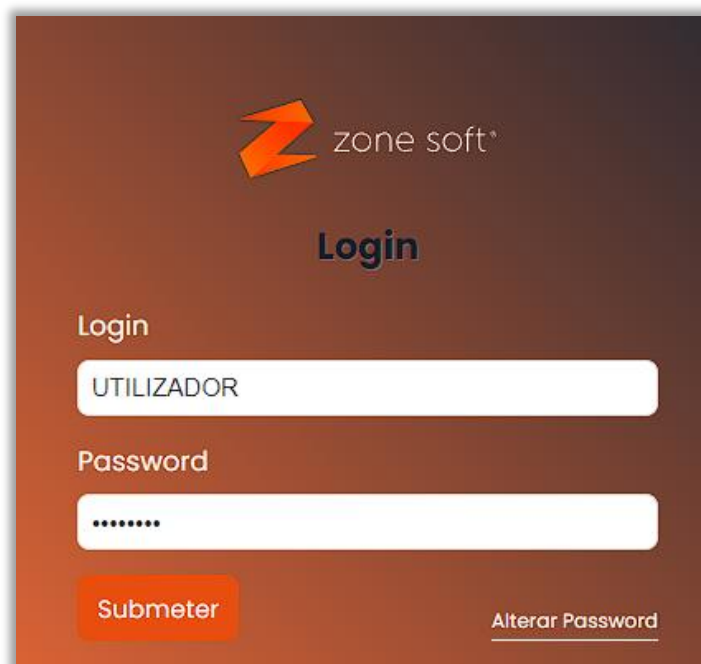 zone soft®
Login
Login
UTILIZADOR
Password
••••••••
Submeter
Alterar Password